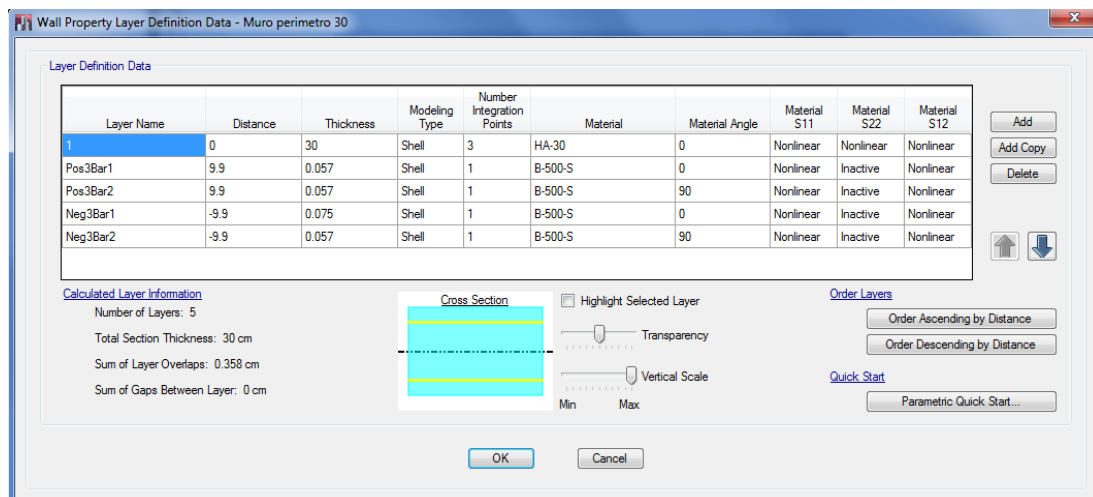 Wall Property Layer Definition Data - Muro perimetro 30
Layer Definition Data
Layer Name Distance Thickness Modeling Type Number Integration Points Material Material Angle Material S11 Material S22 Material S12
1 0 30 Shell 3 HA-30 0 Nonlinear Nonlinear Nonlinear
Pos3Bar1 9.9 0.057 Shell 1 B-500-S 0 Nonlinear Inactive Nonlinear
Pos3Bar2 9.9 0.057 Shell 1 B-500-S 90 Nonlinear Inactive Nonlinear
Neg3Bar1 -9.9 0.075 Shell 1 B-500-S 0 Nonlinear Inactive Nonlinear
Neg3Bar2 -9.9 0.057 Shell 1 B-500-S 90 Nonlinear Inactive Nonlinear
Add
Add Copy
Delete
Calculated Layer Information
Number of Layers: 5
Total Section Thickness: 30 cm
Sum of Layer Overlaps: 0.358 cm
Sum of Gaps Between Layer: 0 cm
Cross Section
Highlight Selected Layer
Transparency
Vertical Scale
Min Max
Order Layers
Order Ascending by Distance
Order Descending by Distance
Quick Start
Parametric Quick Start...
OK Cancel